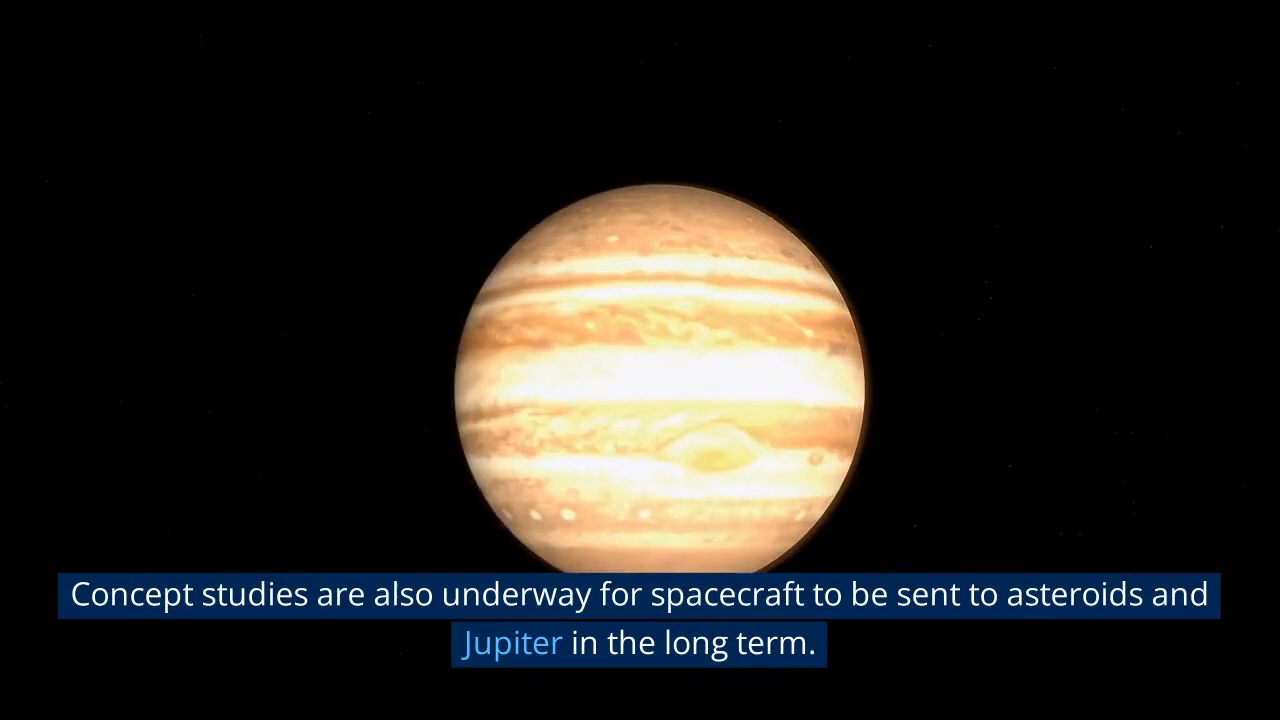 Concept studies are also underway for spacecraft to be sent to asteroids and
Jupiter in the long term.